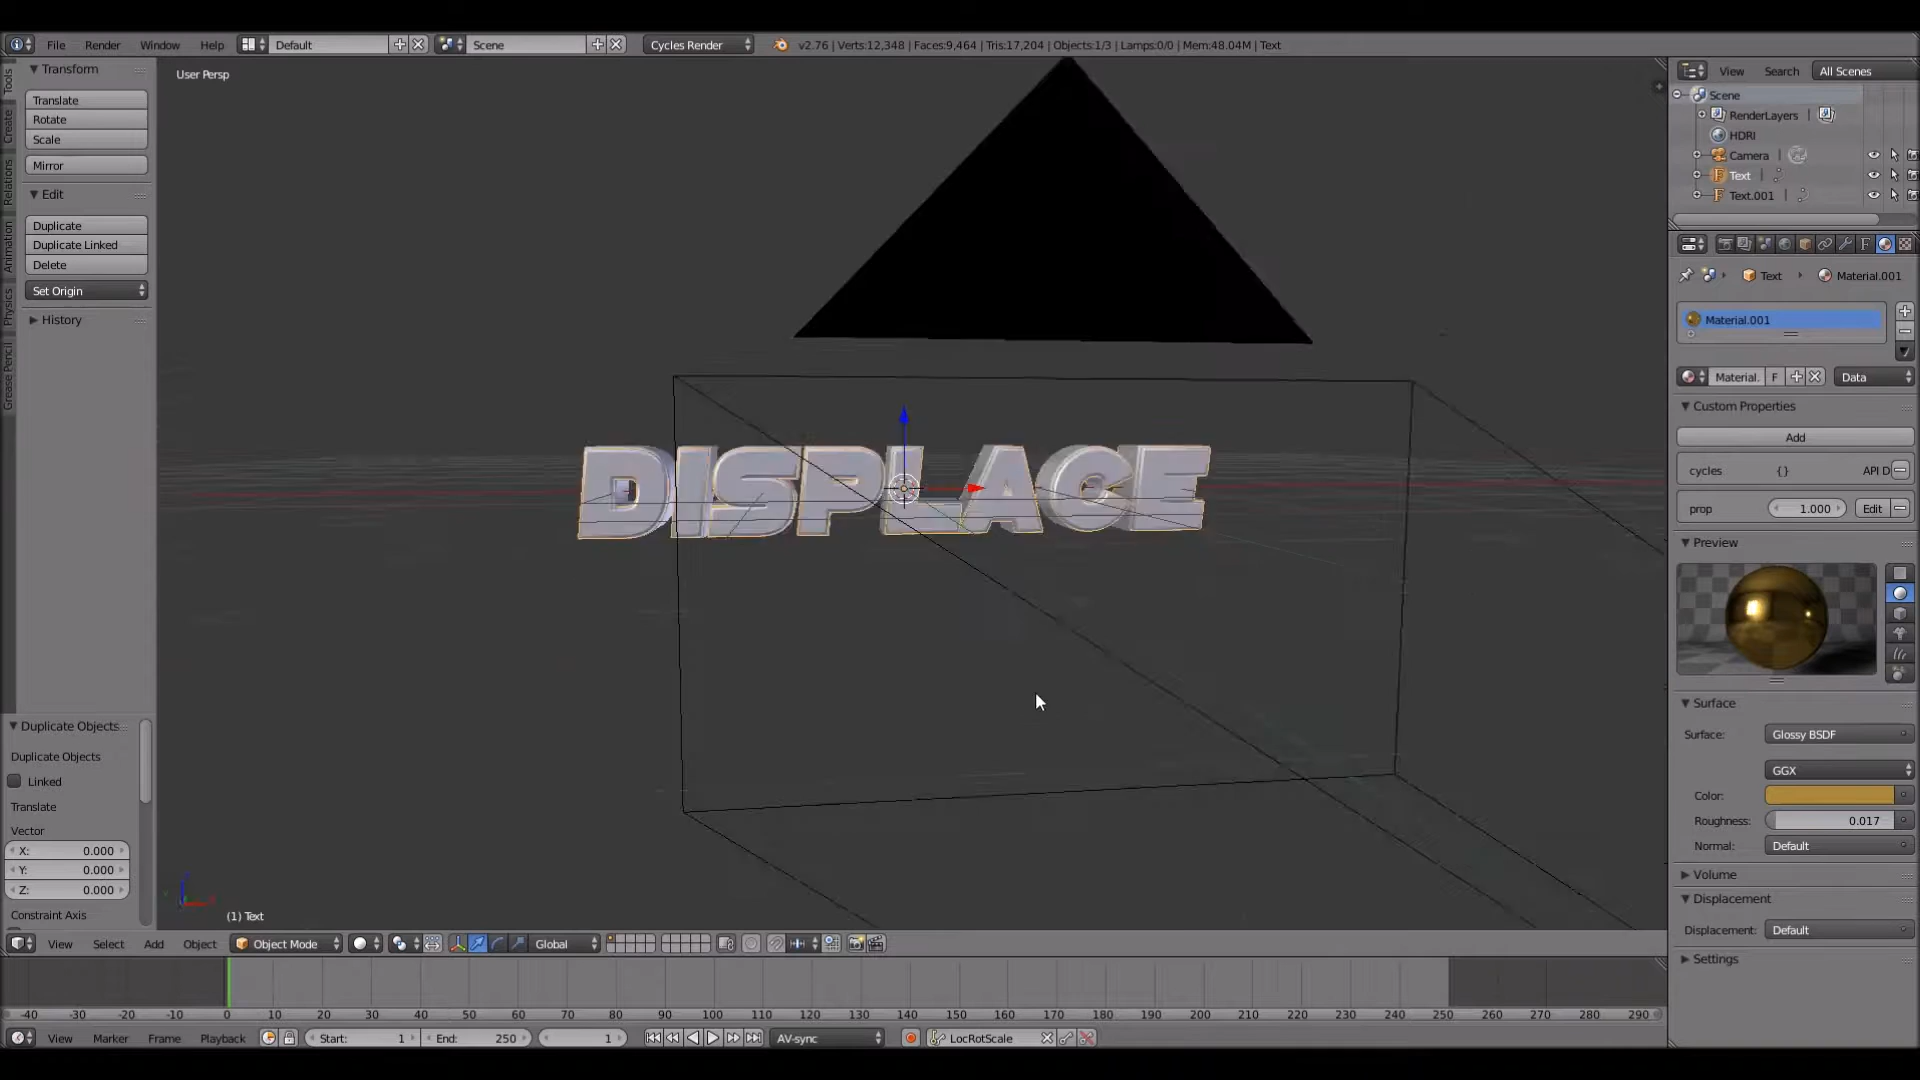 File Render Window Help Default Scene Cycles Render v2.76 | Verts:12,348 | Faces:9,464 | Tris:17,204 | Objects:1/3 | Lamps:0/0 | Mem:48.04M | Text
Tools
Create
Relations
Animation
Physics
Grease Pencil
Transform
Translate
Rotate
Scale
Mirror
Edit
Duplicate
Duplicate Linked
Delete
Set Origin
History
Duplicate Objects
Duplicate Objects
Linked
Translate
Vector
X: 0.000
Y: 0.000
Z: 0.000
Constraint Axis
User Persp
DISPLACE
(1) Text
View Search All Scenes
Scene
RenderLayers |
HDRI
Camera |
Text |
Text.001 |
Text Material.001
Material.001
Material. F Data
Custom Properties
Add
cycles {} API D
prop 1.000 Edit
Preview
Surface
Surface: Glossy BSDF
GGX
Color:
Roughness: 0.017
Normal: Default
Volume
Displacement
Displacement: Default
Settings
View Select Add Object Object Mode Global
-40 -30 -20 -10 0 10 20 30 40 50 60 70 80 90 100 110 120 130 140 150 160 170 180 190 200 210 220 230 240 250 260 270 280 290
View Marker Frame Playback Start: 1 End: 250 1 AV-sync LocRotScale